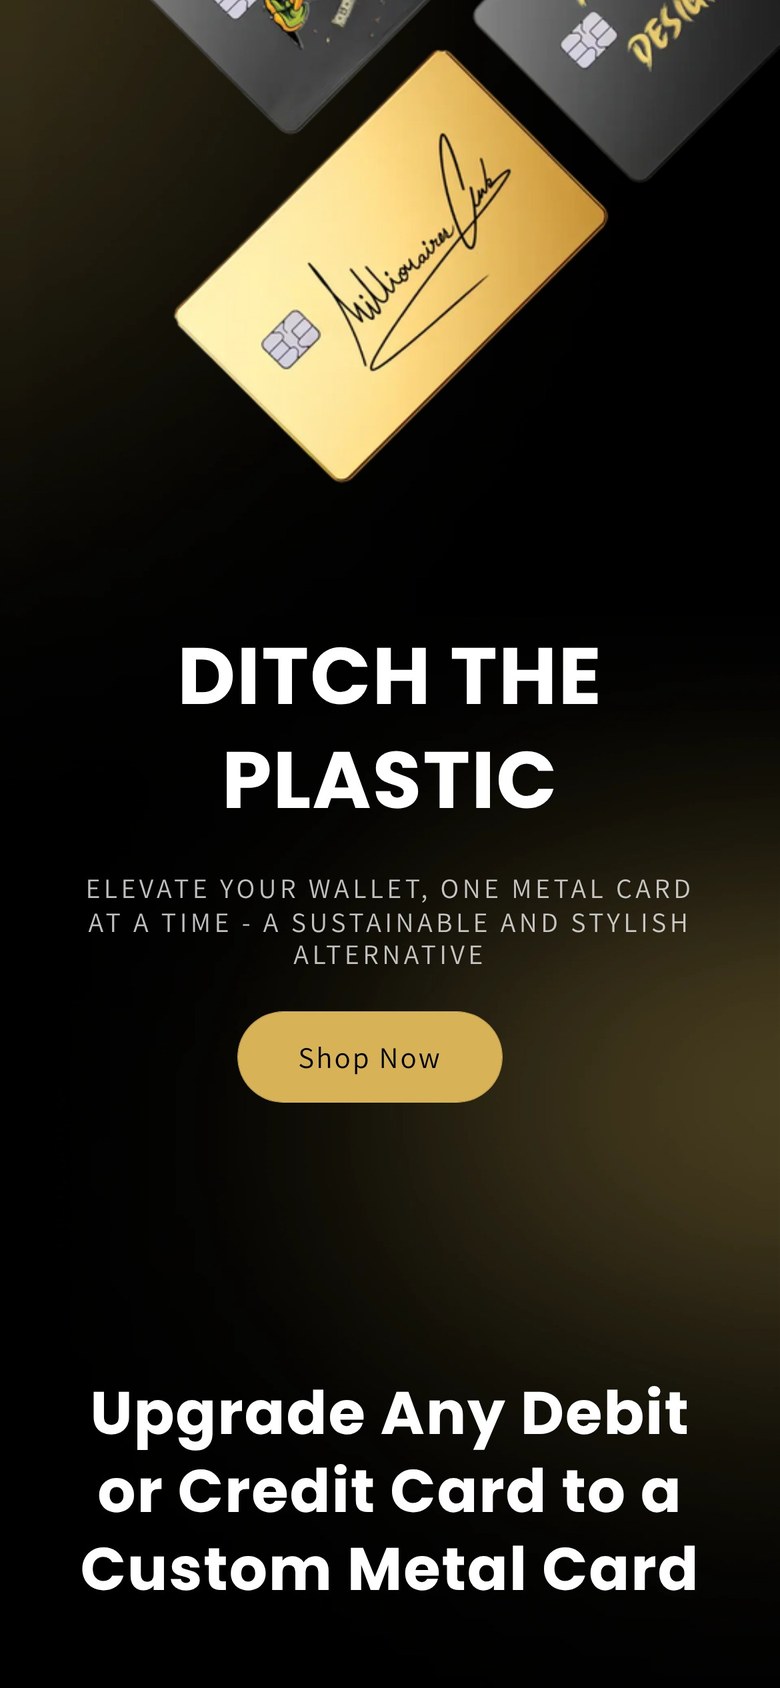 DESIG
Millionaires Club
DITCH THE
PLASTIC
ELEVATE YOUR WALLET, ONE METAL CARD
AT A TIME - A SUSTAINABLE AND STYLISH
ALTERNATIVE
Shop Now
Upgrade Any Debit
or Credit Card to a
Custom Metal Card